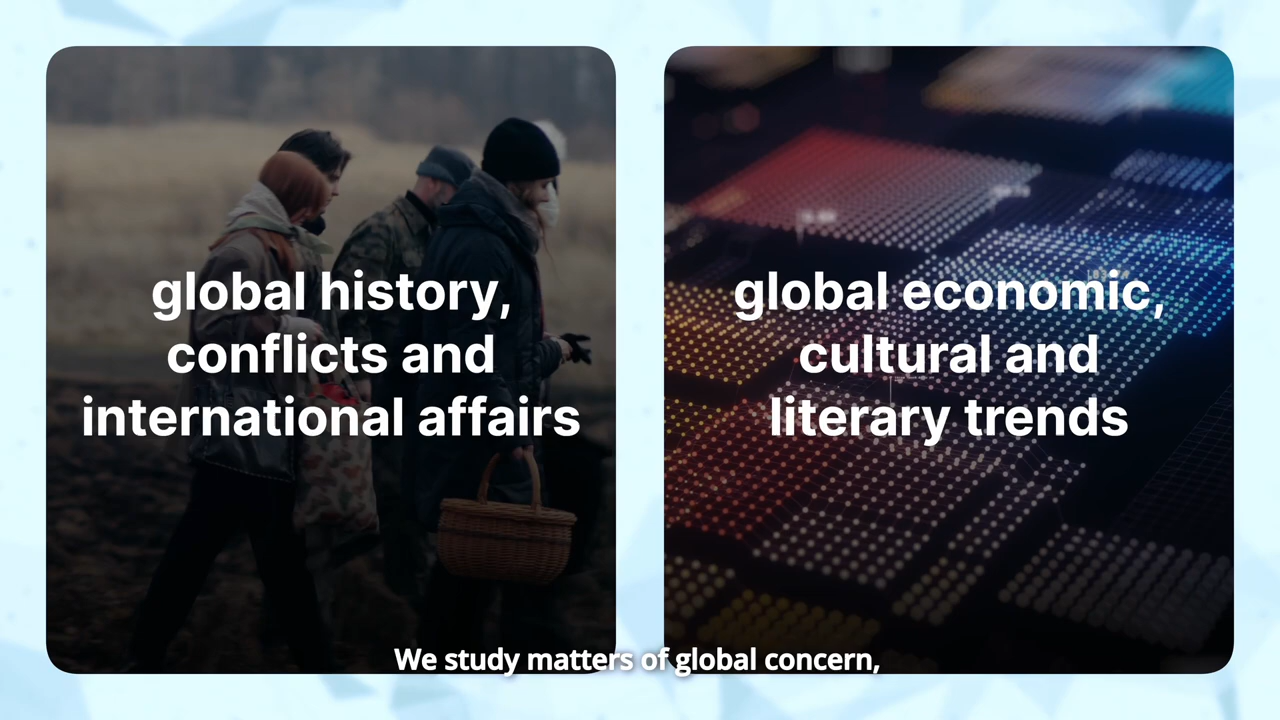 global history,
conflicts and
international affairs
global economic,
cultural and
literary trends
We study matters of global concern,